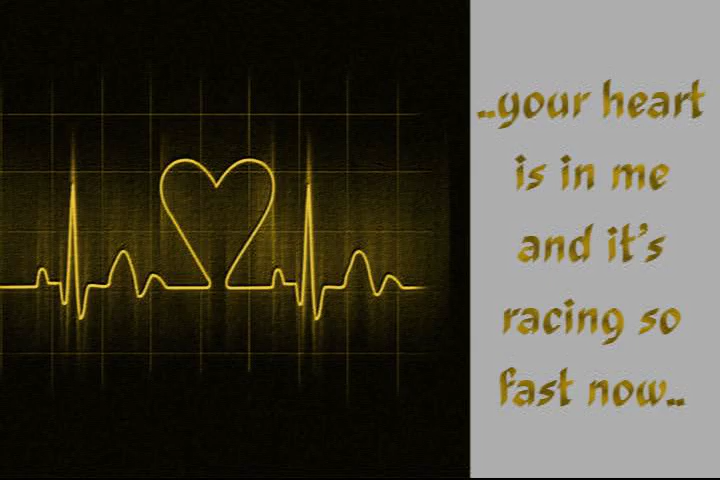 ..your heart
is in me
and it's
racing so
fast now..